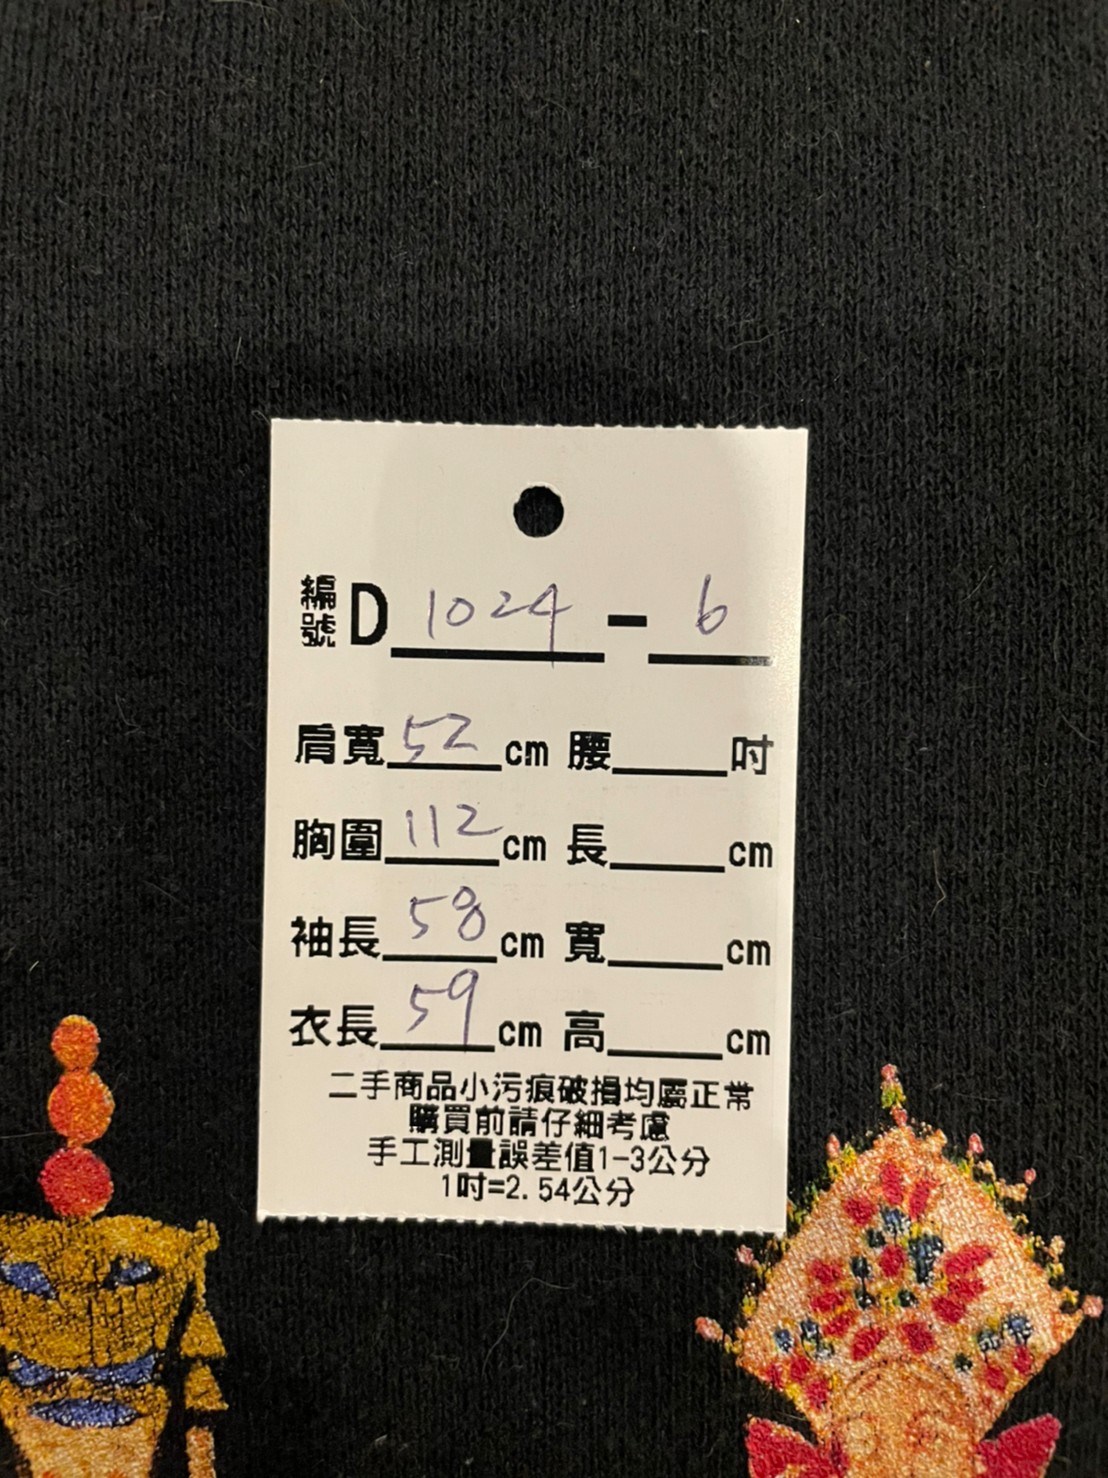 編號D 1024 - 6
肩寬 52 cm 腰 吋
胸圍 112 cm 長 cm
袖長 58 cm 寬 cm
衣長 59 cm 高 cm
二手商品小污痕破損均屬正常
購買前請仔細考慮
手工測量誤差值1-3公分
1吋=2.54公分